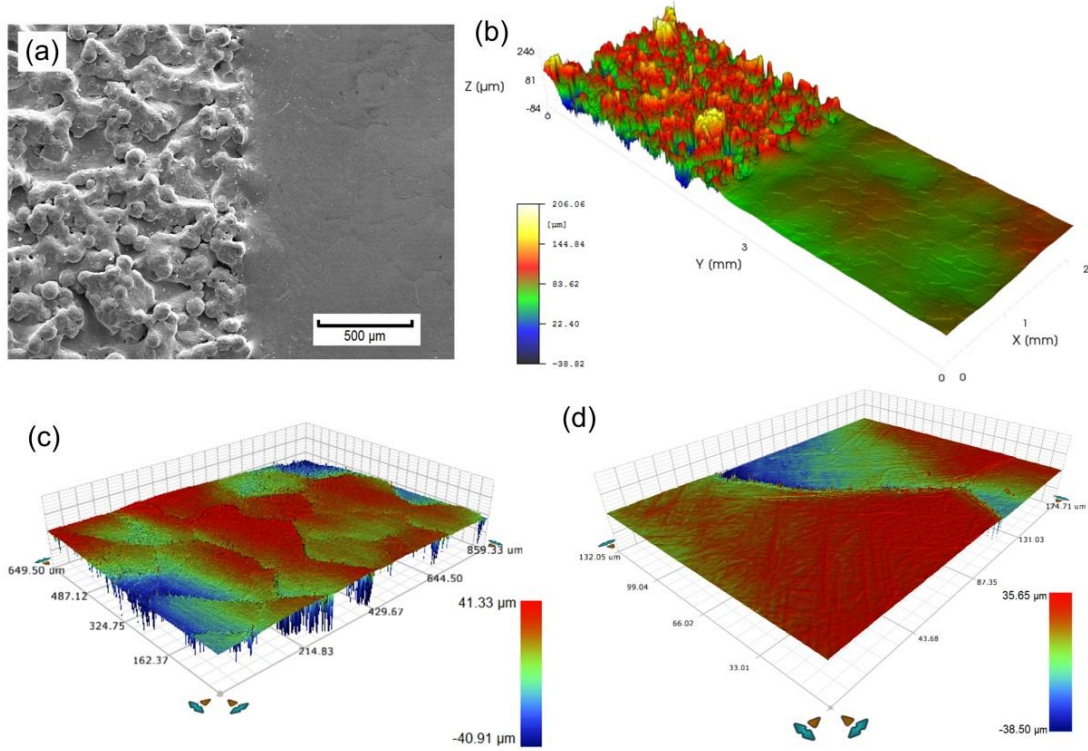 (a)
500 µm
(b)
246
81
-84
Z (µm)
6
3
Y (mm)
2
1
X (mm)
0 0
206.06
[µm]
144.84
83.62
22.40
-38.82
(c)
649.50 um
487.12
324.75
162.37
859.33 um
644.50
429.67
214.83
41.33 µm
-40.91 µm
(d)
132.05 um
99.04
66.02
33.01
174.71 um
131.03
87.35
43.68
35.65 µm
-38.50 µm